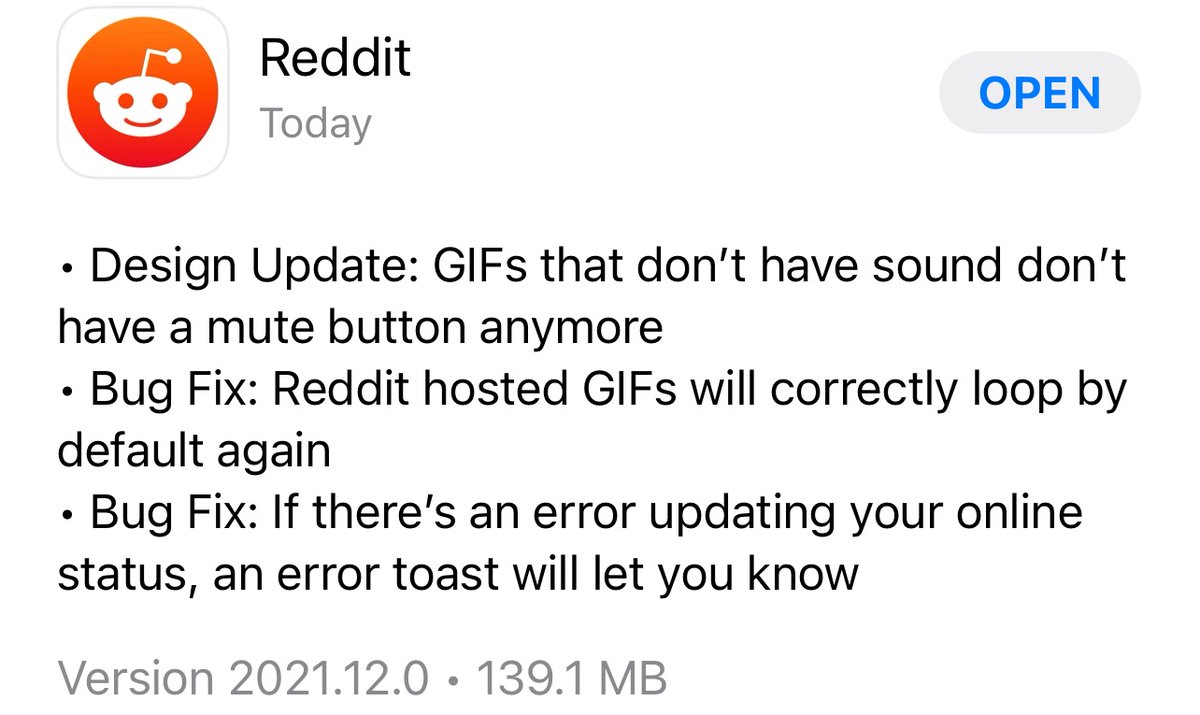 Reddit
Today
OPEN
• Design Update: GIFs that don’t have sound don’t
have a mute button anymore
• Bug Fix: Reddit hosted GIFs will correctly loop by
default again
• Bug Fix: If there’s an error updating your online
status, an error toast will let you know
Version 2021.12.0 • 139.1 MB